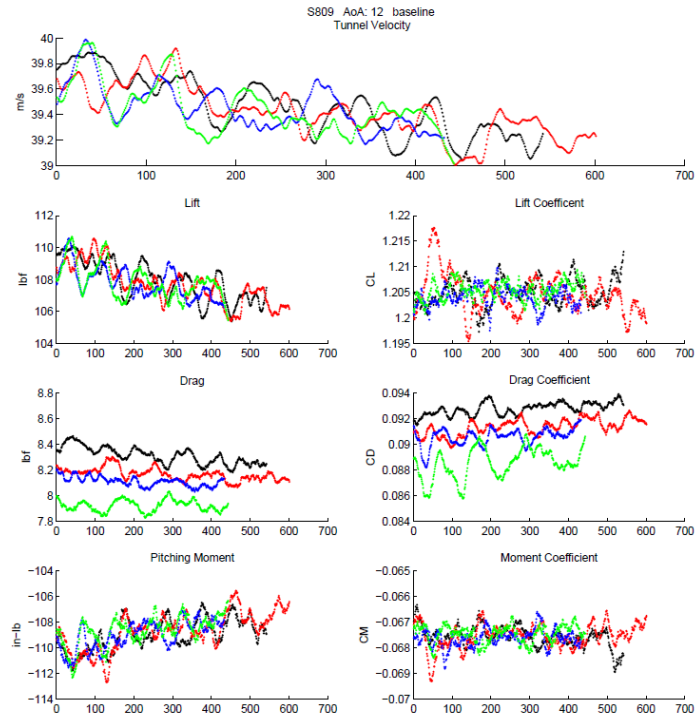 S809 AoA: 12 baseline
Tunnel Velocity
40
39.8
39.6
39.4
39.2
39
m/s
0 100 200 300 400 500 600 700
Lift
112
110
108
106
104
lbf
0 100 200 300 400 500 600 700
Lift Coefficent
1.22
1.215
1.21
1.205
1.2
1.195
CL
0 100 200 300 400 500 600 700
Drag
8.8
8.6
8.4
8.2
8
7.8
lbf
0 100 200 300 400 500 600 700
Drag Coefficient
0.094
0.092
0.09
0.088
0.086
0.084
CD
0 100 200 300 400 500 600 700
Pitching Moment
−104
−106
−108
−110
−112
−114
in−lb
0 100 200 300 400 500 600 700
Moment Coefficient
−0.065
−0.066
−0.067
−0.068
−0.069
−0.07
CM
0 100 200 300 400 500 600 700